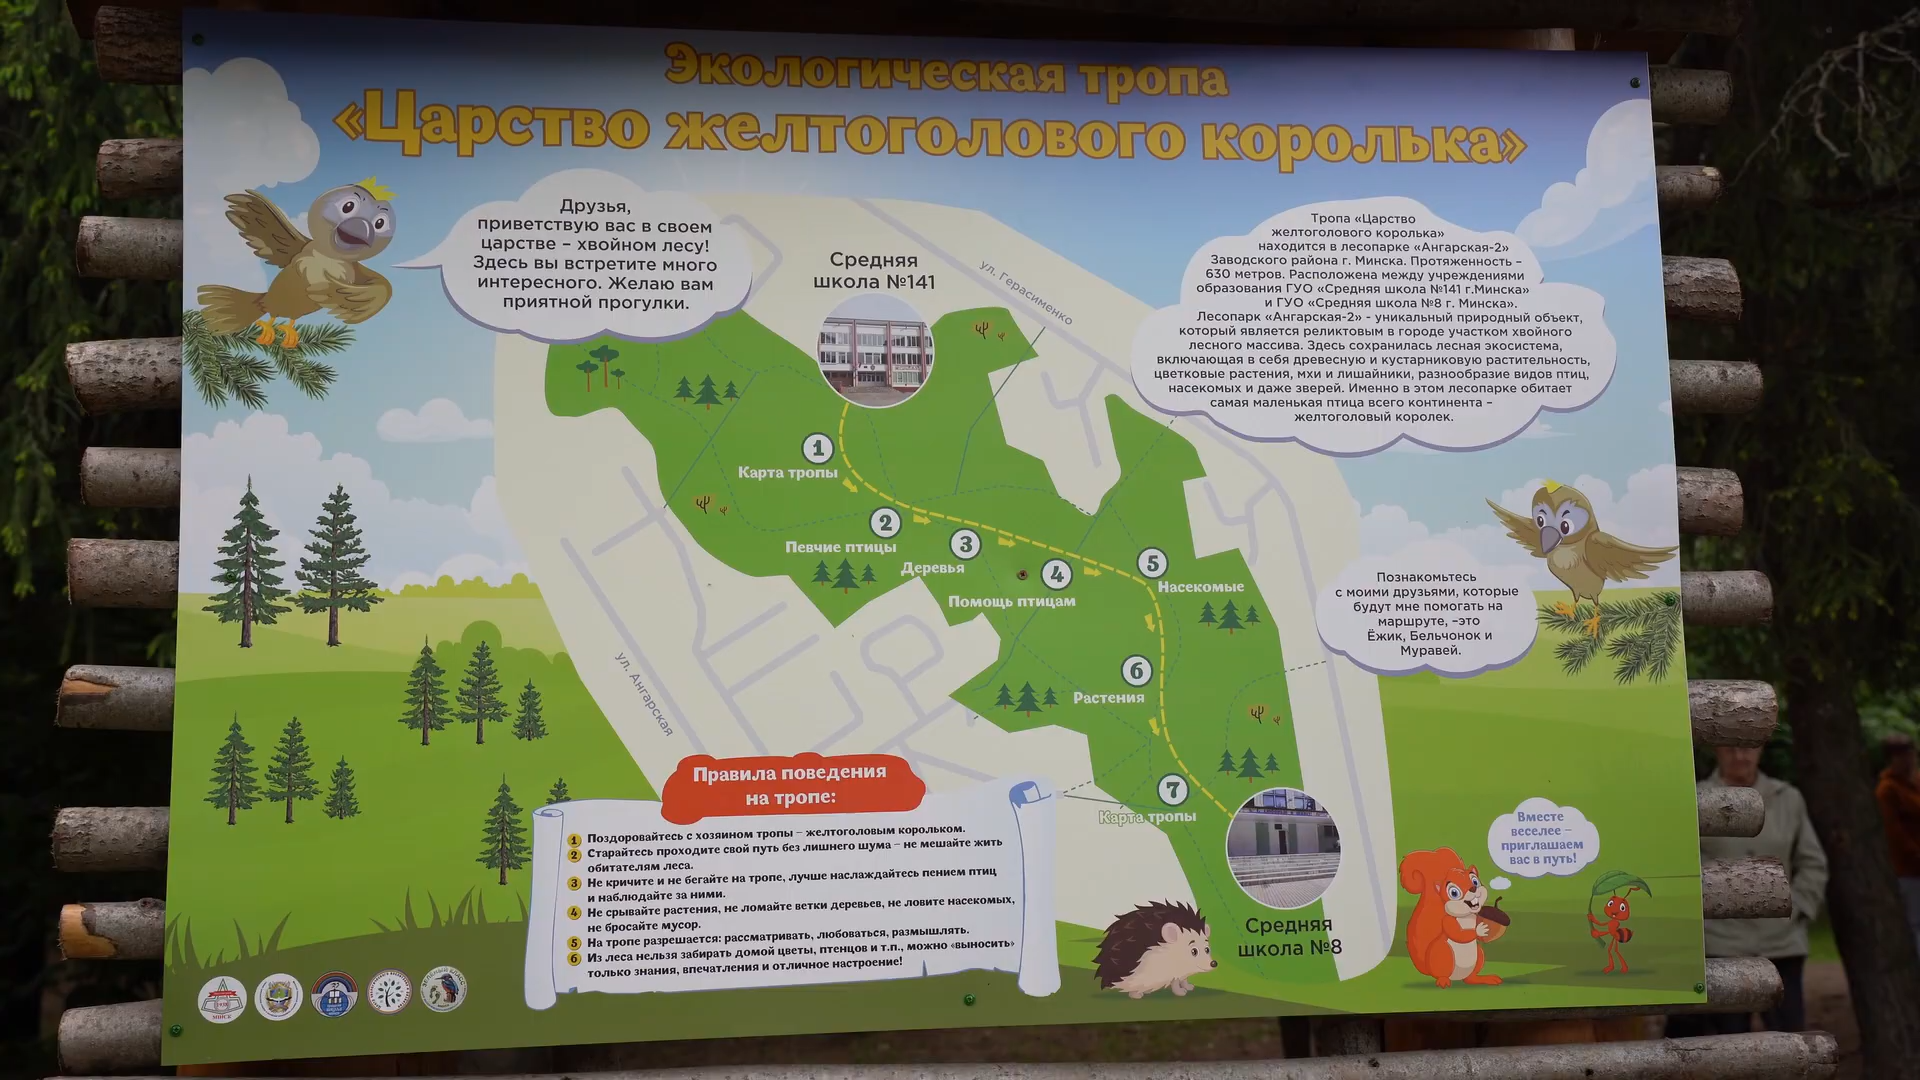 Экологическая тропа
«Царство желтоголового королька»
Друзья,
приветствую вас в своем
царстве – хвойном лесу!
Здесь вы встретите много
интересного. Желаю вам
приятной прогулки.
Тропа «Царство
желтоголового королька»
находится в лесопарке «Ангарская-2»
Заводского района г. Минска. Протяженность –
630 метров. Расположена между учреждениями
образования ГУО «Средняя школа №141 г.Минска»
и ГУО «Средняя школа №8 г. Минска».
Лесопарк «Ангарская-2» - уникальный природный объект,
который является реликтовым в городе участком хвойного
лесного массива. Здесь сохранилась лесная экосистема,
включающая в себя древесную и кустарниковую растительность,
цветковые растения, мхи и лишайники, разнообразие видов птиц,
насекомых и даже зверей. Именно в этом лесопарке обитает
самая маленькая птица всего континента –
желтоголовый королек.
Средняя
школа №141
ул. Герасименко
1
Карта тропы
2
Певчие птицы
3
Деревья
4
Помощь птицам
5
Насекомые
6
Растения
7
Карта тропы
ул. Ангарская
Средняя
школа №8
Познакомьтесь
с моими друзьями, которые
будут мне помогать на
маршруте, –это
Ёжик, Бельчонок и
Муравей.
Вместе
веселее –
приглашаем
вас в путь!
Правила поведения
на тропе:
1 Поздоровайтесь с хозяином тропы – желтоголовым корольком.
2 Старайтесь проходите свой путь без лишнего шума – не мешайте жить
обитателям леса.
3 Не кричите и не бегайте на тропе, лучше наслаждайтесь пением птиц
и наблюдайте за ними.
4 Не срывайте растения, не ломайте ветки деревьев, не ловите насекомых,
не бросайте мусор.
5 На тропе разрешается: рассматривать, любоваться, размышлять.
6 Из леса нельзя забирать домой цветы, птенцов и т.п., можно «выносить»
только знания, впечатления и отличное настроение!
МИНСК